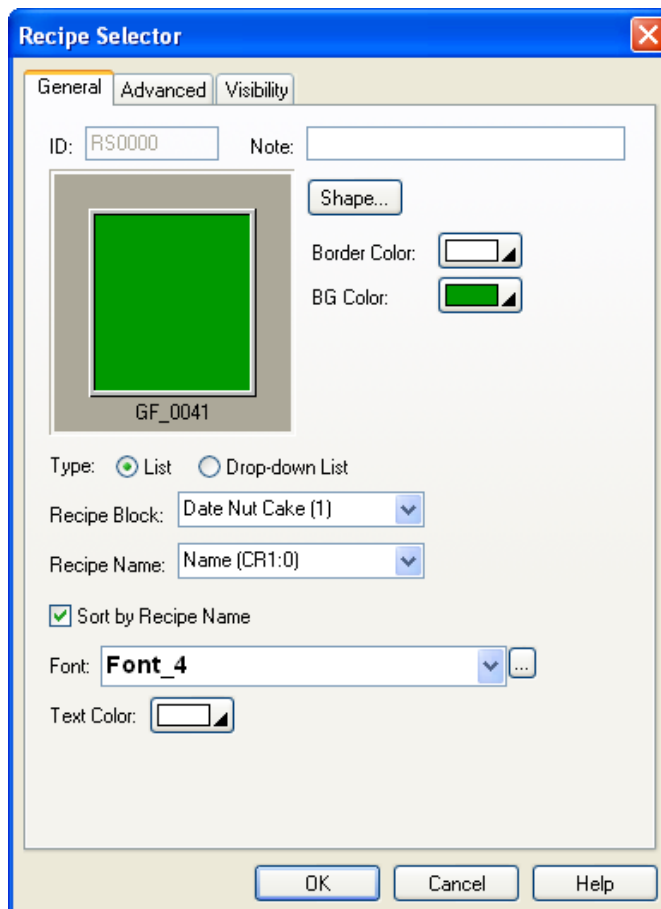 Recipe Selector
General Advanced Visibility
ID: RS0000 Note:
Shape...
Border Color:
BG Color:
GF_0041
Type: List Drop-down List
Recipe Block: Date Nut Cake (1)
Recipe Name: Name (CR1:0)
Sort by Recipe Name
Font: Font_4 ...
Text Color:
OK Cancel Help